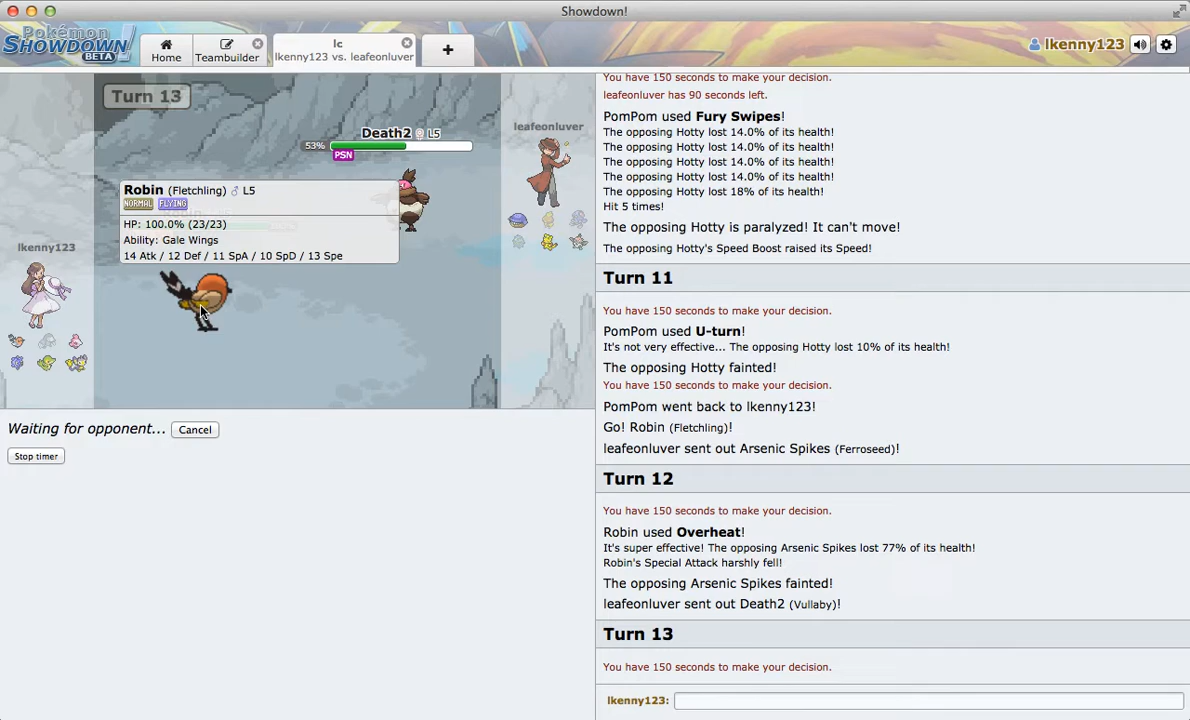 Showdown!
Pokémon
SHOWDOWN!
BETA
Home
Teambuilder
lc
lkenny123 vs. leafeonluver
+
lkenny123
Turn 13
Death2 L5
53%
PSN
leafeonluver
lkenny123
Robin (Fletchling) ♂ L5
NORMAL FLYING
HP: 100.0% (23/23)
Ability: Gale Wings
14 Atk / 12 Def / 11 SpA / 10 SpD / 13 Spe
Waiting for opponent... Cancel
Stop timer
You have 150 seconds to make your decision.
leafeonluver has 90 seconds left.
PomPom used Fury Swipes!
The opposing Hotty lost 14.0% of its health!
The opposing Hotty lost 14.0% of its health!
The opposing Hotty lost 14.0% of its health!
The opposing Hotty lost 14.0% of its health!
The opposing Hotty lost 18% of its health!
Hit 5 times!
The opposing Hotty is paralyzed! It can't move!
The opposing Hotty's Speed Boost raised its Speed!
Turn 11
You have 150 seconds to make your decision.
PomPom used U-turn!
It's not very effective... The opposing Hotty lost 10% of its health!
The opposing Hotty fainted!
You have 150 seconds to make your decision.
PomPom went back to lkenny123!
Go! Robin (Fletchling)!
leafeonluver sent out Arsenic Spikes (Ferroseed)!
Turn 12
You have 150 seconds to make your decision.
Robin used Overheat!
It's super effective! The opposing Arsenic Spikes lost 77% of its health!
Robin's Special Attack harshly fell!
The opposing Arsenic Spikes fainted!
leafeonluver sent out Death2 (Vullaby)!
Turn 13
You have 150 seconds to make your decision.
lkenny123: